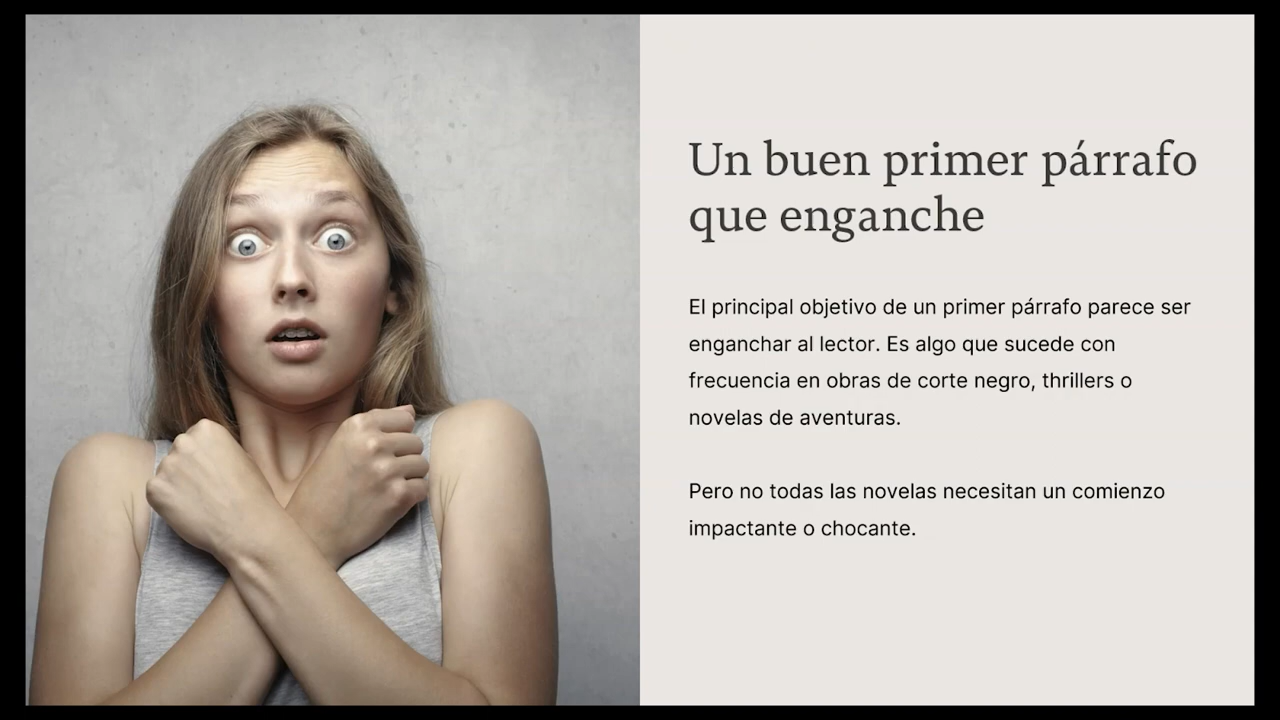 Un buen primer párrafo
que enganche
El principal objetivo de un primer párrafo parece ser
enganchar al lector. Es algo que sucede con
frecuencia en obras de corte negro, thrillers o
novelas de aventuras.
Pero no todas las novelas necesitan un comienzo
impactante o chocante.